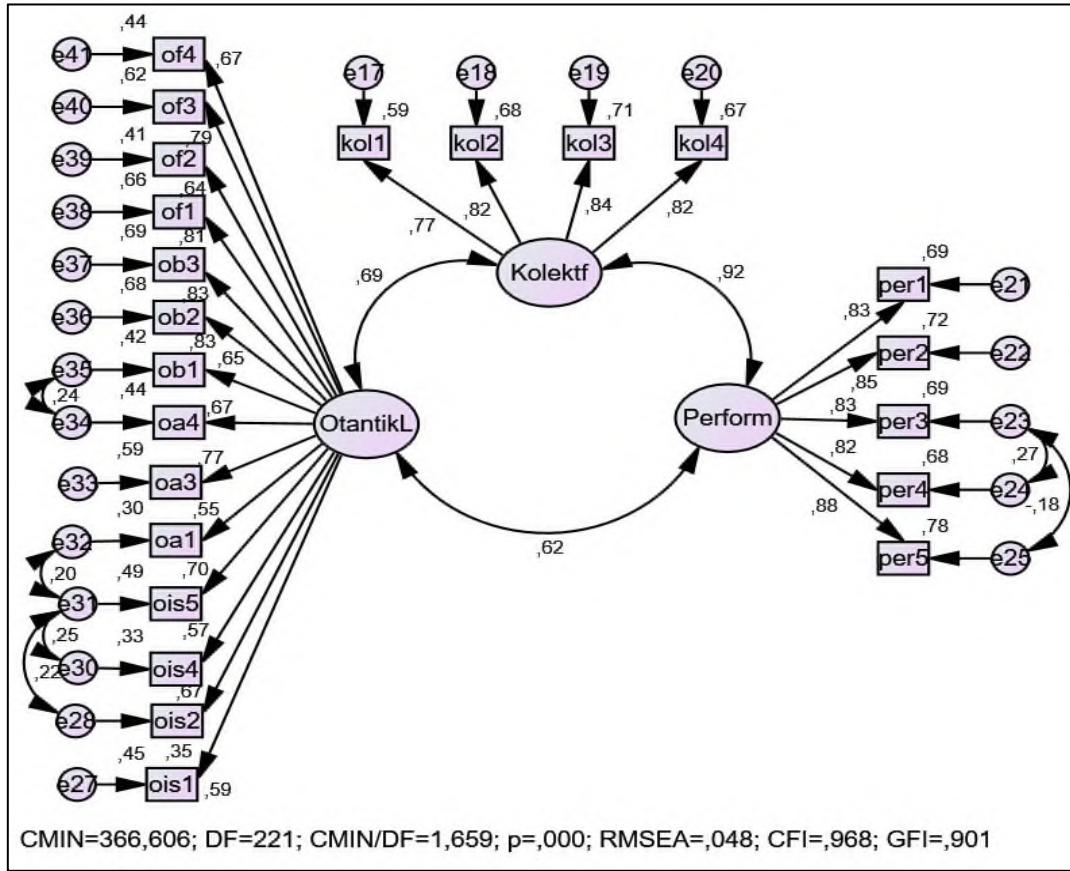 ,44
e41 of4 ,67
,62
e40 of3
,41 ,79
e39 of2
,66 ,64
e38 of1
,69 ,81
e37 ob3
,68 ,83
e36 ob2
,42 ,83
e35 ob1 ,65
,24 ,44
e34 oa4 ,67
,59
e33 oa3 ,77
,30 ,55
e32 oa1
,20 ,49 ,70
e31 ois5
,25 ,33 ,57
,22 e30 ois4
,67
e28 ois2
,45 ,35
e27 ois1 ,59
OtantikL
e17 e18 e19 e20
,59 ,68 ,71 ,67
kol1 kol2 kol3 kol4
,77 ,82 ,84 ,82
Kolektf
,69 ,92
,62
Perform
,69
per1 e21
,83 ,72
per2 e22
,85 ,69
,83 per3 e23
,82 ,68 ,27
per4 e24
,88 ,78 -,18
per5 e25
CMIN=366,606; DF=221; CMIN/DF=1,659; p=,000; RMSEA=,048; CFI=,968; GFI=,901